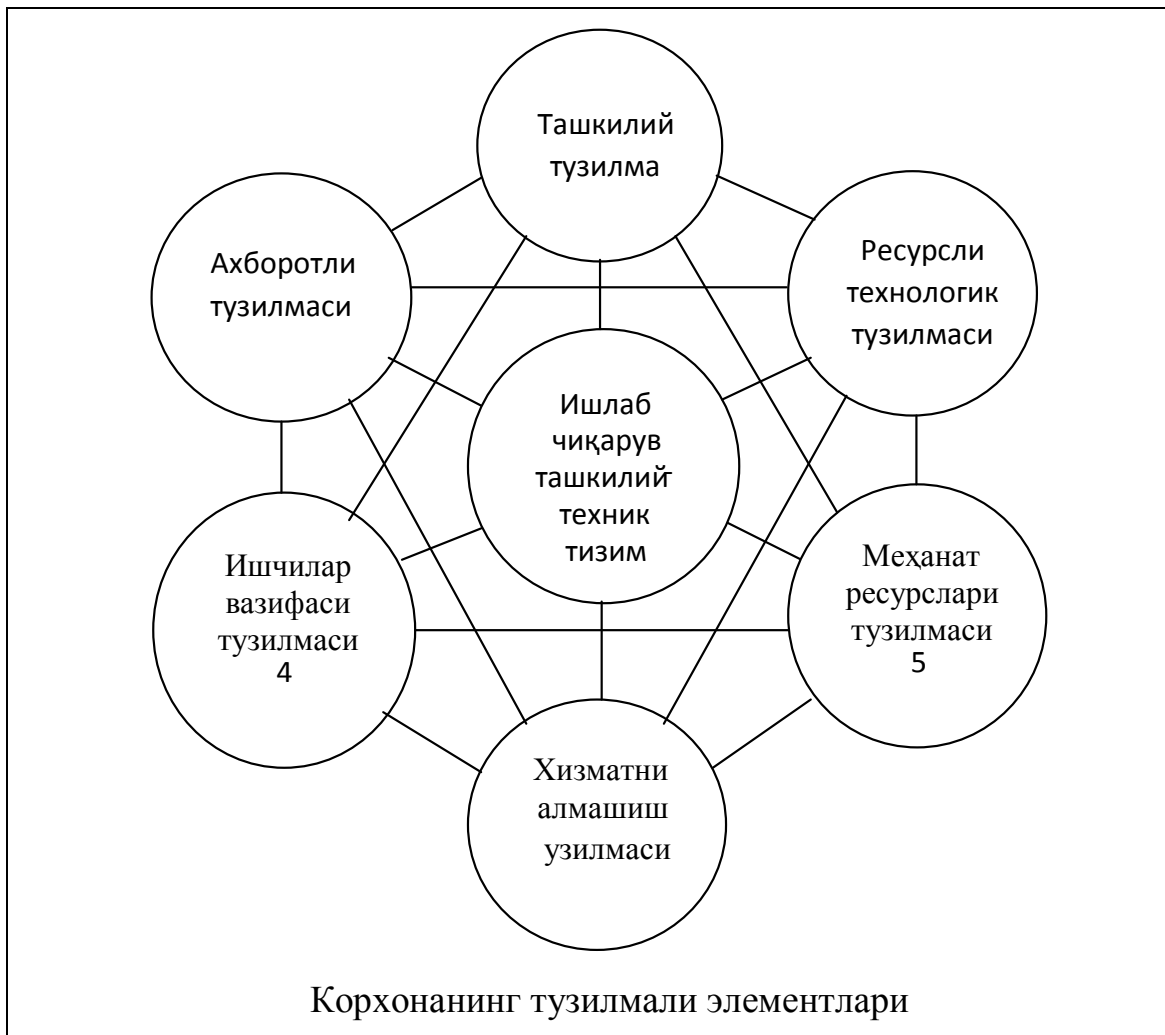 Ташкилий
тузилма
Ахборотли
тузилмаси
Ресурсли
технологик
тузилмаси
Ишлаб
чиқарув
ташкилий-
техник
тизим
Ишчилар
вазифаси
тузилмаси
4
Меҳанат
ресурслари
тузилмаси
5
Хизматни
алмашиш
узилмаси
Корхонанинг тузилмали элементлари